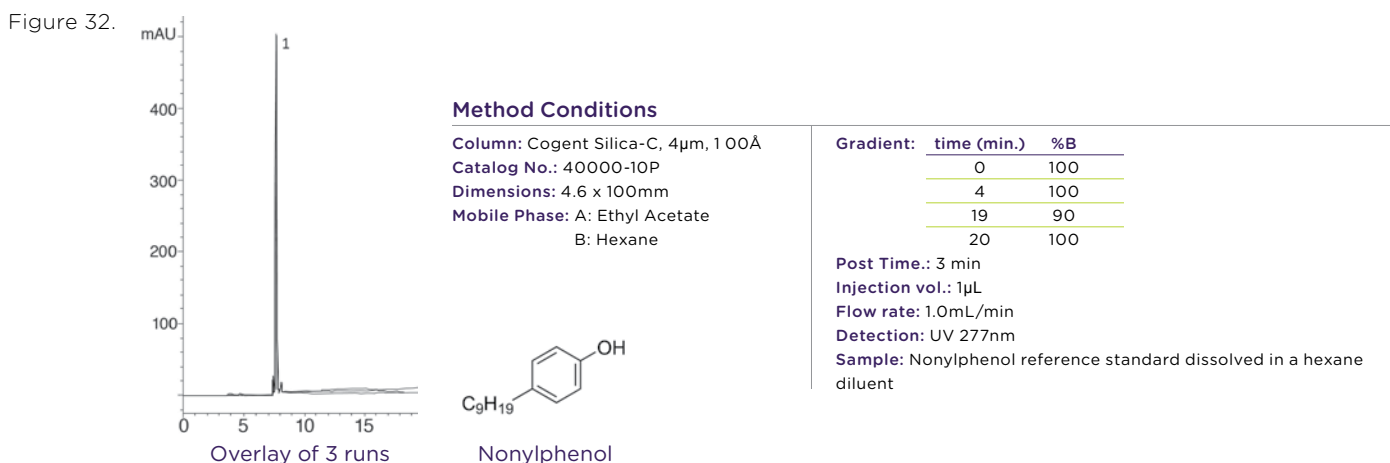 Figure 32.
mAU
1
400
300
200
100
0
5
10
15
Overlay of 3 runs
OH
C9H19
Nonylphenol
Method Conditions
Column: Cogent Silica-C, 4µm, 1 00Å
Catalog No.: 40000-10P
Dimensions: 4.6 x 100mm
Mobile Phase: A: Ethyl Acetate
B: Hexane
Gradient: time (min.) %B
0 100
4 100
19 90
20 100
Post Time.: 3 min
Injection vol.: 1µL
Flow rate: 1.0mL/min
Detection: UV 277nm
Sample: Nonylphenol reference standard dissolved in a hexane
diluent